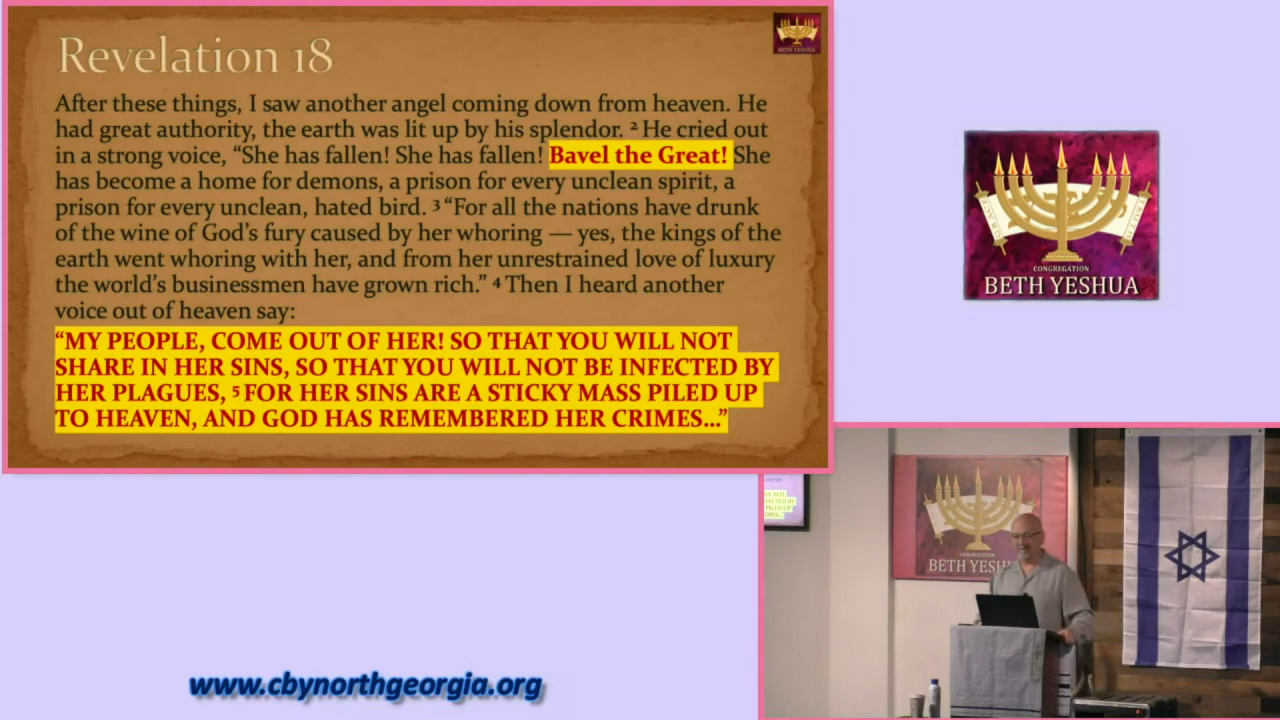 Revelation 18
BETH YESHUA
After these things, I saw another angel coming down from heaven. He
had great authority, the earth was lit up by his splendor. ² He cried out
in a strong voice, “She has fallen! She has fallen! Bavel the Great! She
has become a home for demons, a prison for every unclean spirit, a
prison for every unclean, hated bird. ³ “For all the nations have drunk
of the wine of God’s fury caused by her whoring — yes, the kings of the
earth went whoring with her, and from her unrestrained love of luxury
the world’s businessmen have grown rich.” ⁴ Then I heard another
voice out of heaven say:
“MY PEOPLE, COME OUT OF HER! SO THAT YOU WILL NOT
SHARE IN HER SINS, SO THAT YOU WILL NOT BE INFECTED BY
HER PLAGUES, ⁵ FOR HER SINS ARE A STICKY MASS PILED UP
TO HEAVEN, AND GOD HAS REMEMBERED HER CRIMES...”
GRACE
TRUTH
CONGREGATION
BETH YESHUA
CONGREGATION
BETH YESH
www.cbynorthgeorgia.org